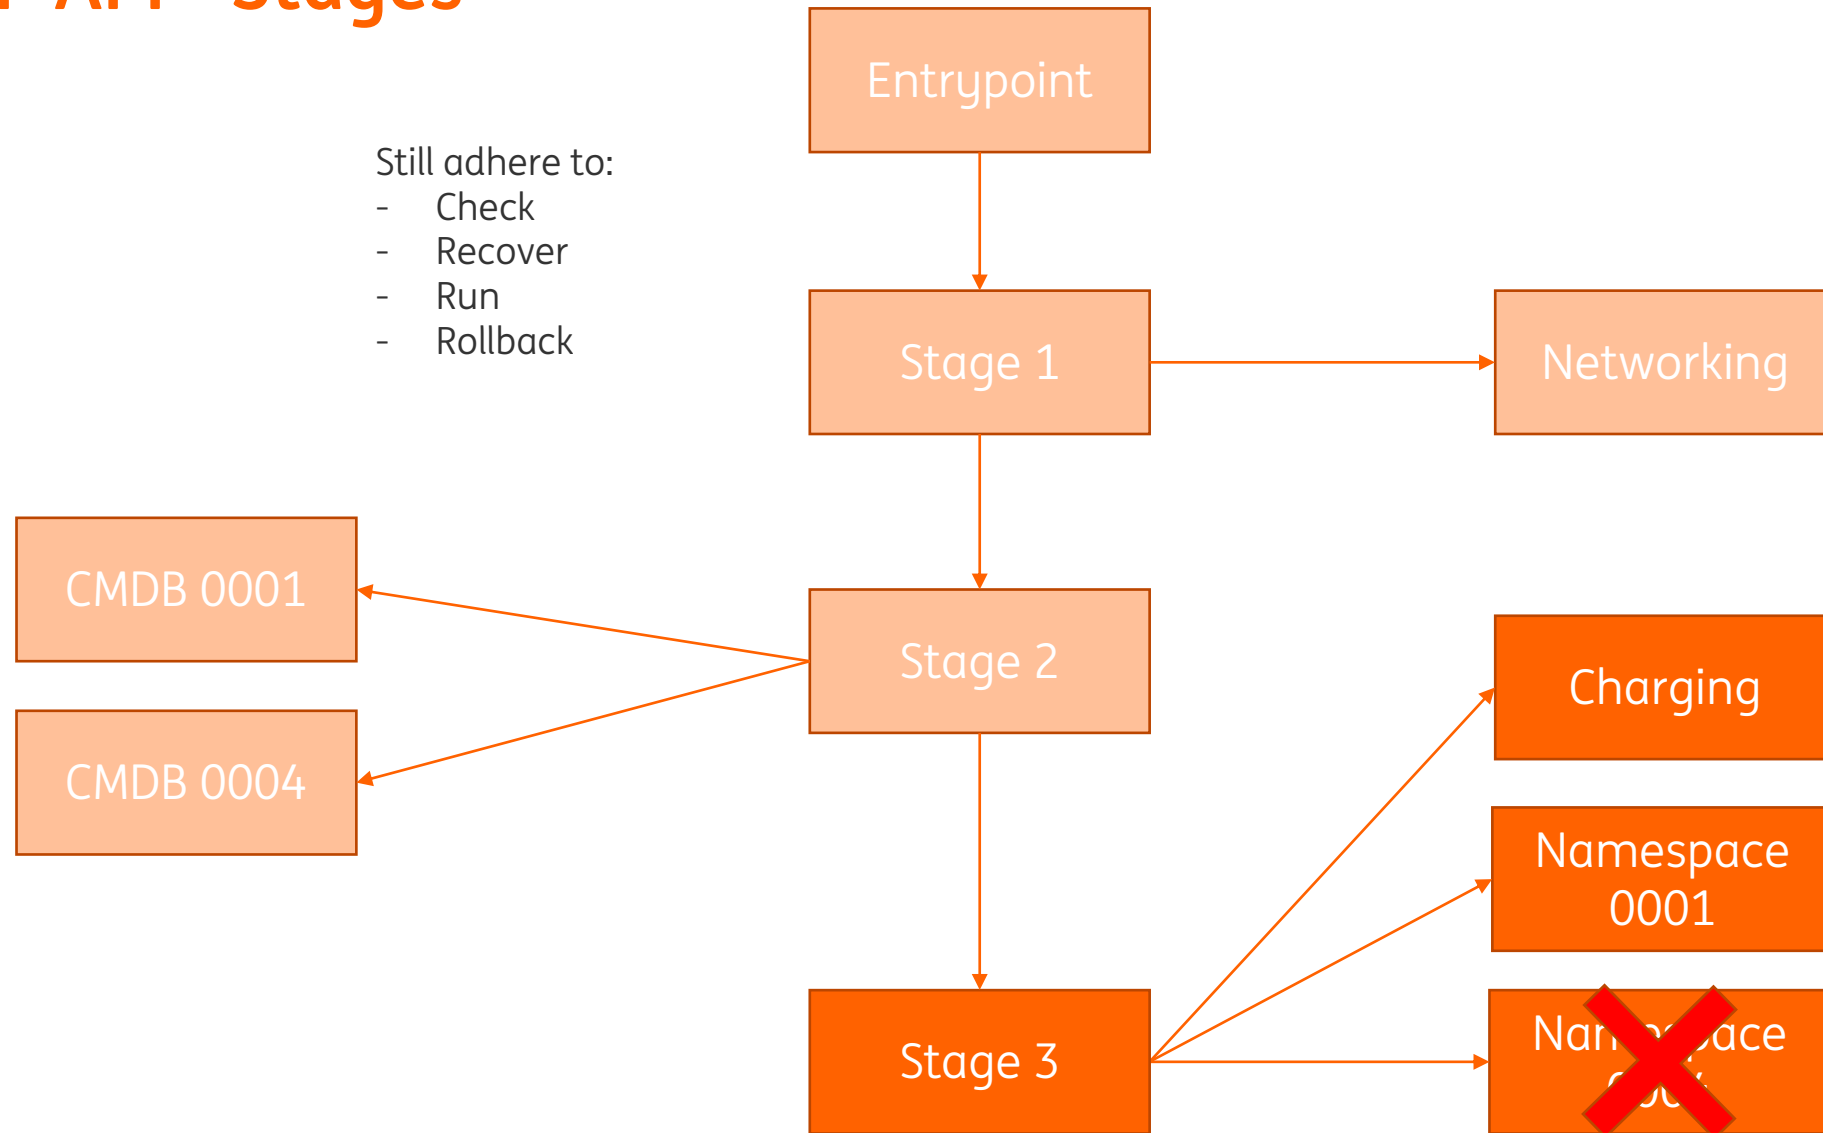 Stages
Entrypoint
Still adhere to:
- Check
- Recover
- Run
- Rollback
Stage 1
Networking
CMDB 0001
Stage 2
Charging
CMDB 0004
Namespace
0001
Stage 3